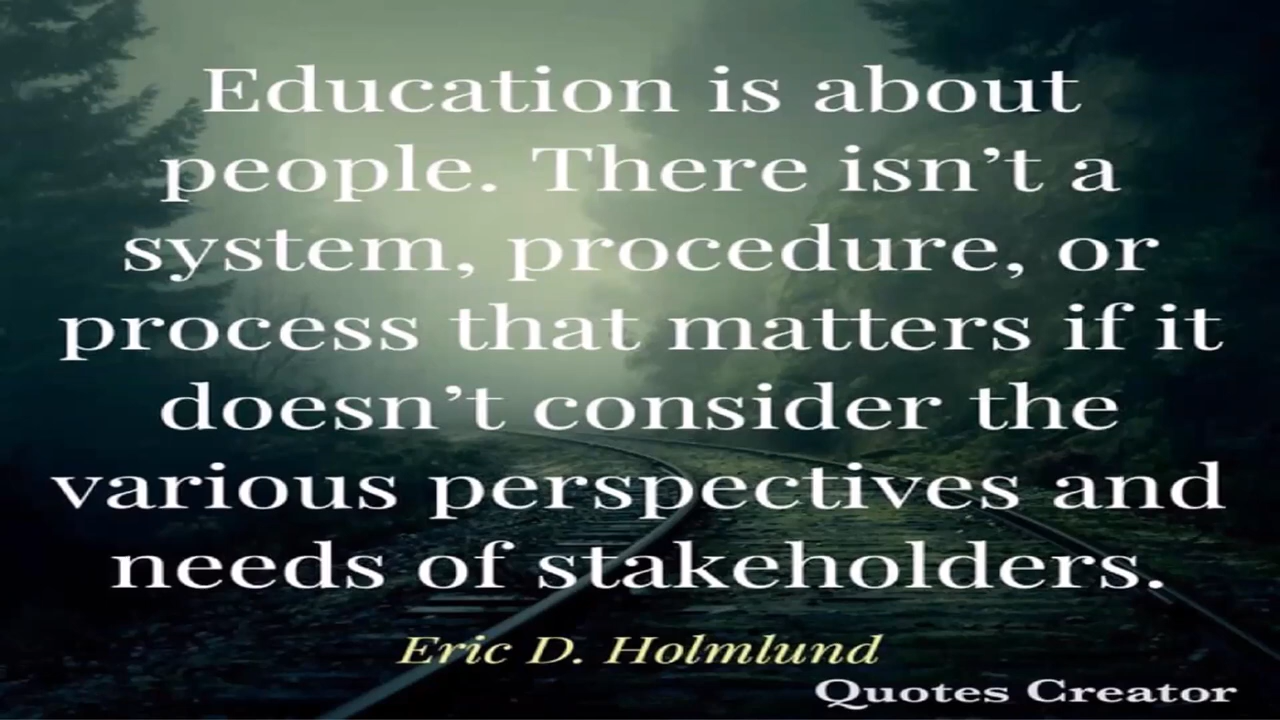 Education is about
people. There isn’t a
system, procedure, or
process that matters if it
doesn’t consider the
various perspectives and
needs of stakeholders.
Eric D. Holmlund
Quotes Creator